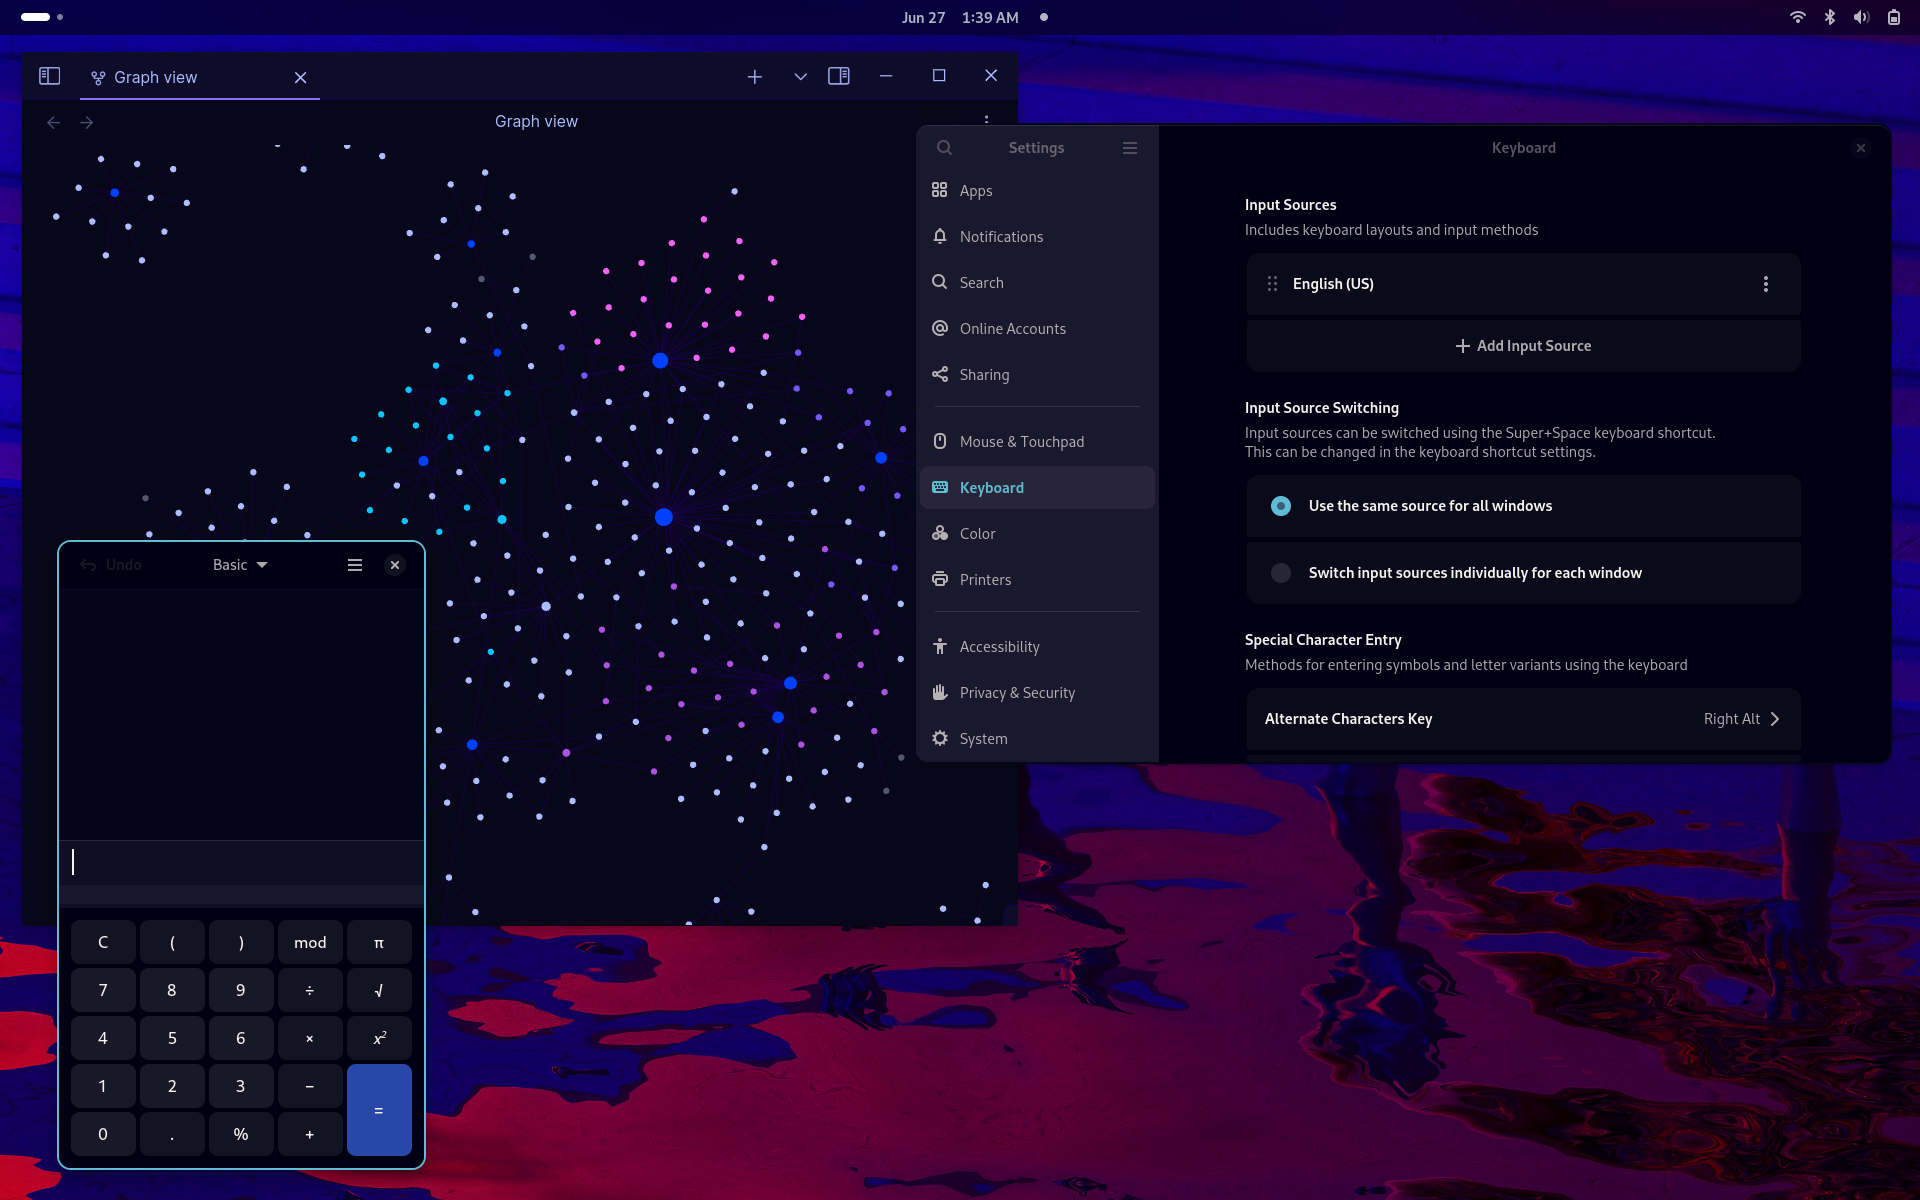 Jun 27 1:39 AM
Graph view
Graph view
Settings
Apps
Notifications
Search
Online Accounts
Sharing
Mouse & Touchpad
Keyboard
Color
Printers
Accessibility
Privacy & Security
System
Keyboard
Input Sources
Includes keyboard layouts and input methods
English (US)
Add Input Source
Input Source Switching
Input sources can be switched using the Super+Space keyboard shortcut.
This can be changed in the keyboard shortcut settings.
Use the same source for all windows
Switch input sources individually for each window
Special Character Entry
Methods for entering symbols and letter variants using the keyboard
Alternate Characters Key Right Alt
Undo Basic
C ( ) mod π
7 8 9 ÷ √
4 5 6 × x²
1 2 3 −
=
0 . % +